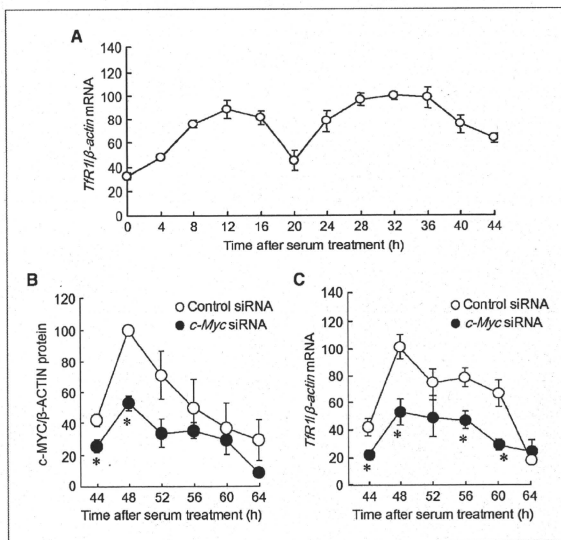 A
TfR1/β-actin mRNA
140
120
100
80
60
40
20
0
0 4 8 12 16 20 24 28 32 36 40 44
Time after serum treatment (h)
B
c-MYC/β-ACTIN protein
120
100
80
60
40
20
0
Control siRNA
c-Myc siRNA
* *
44 48 52 56 60 64
Time after serum treatment (h)
C
TfR1/β-actin mRNA
140
120
100
80
60
40
20
0
Control siRNA
c-Myc siRNA
* * * *
44 48 52 56 60 64
Time after serum treatment (h)